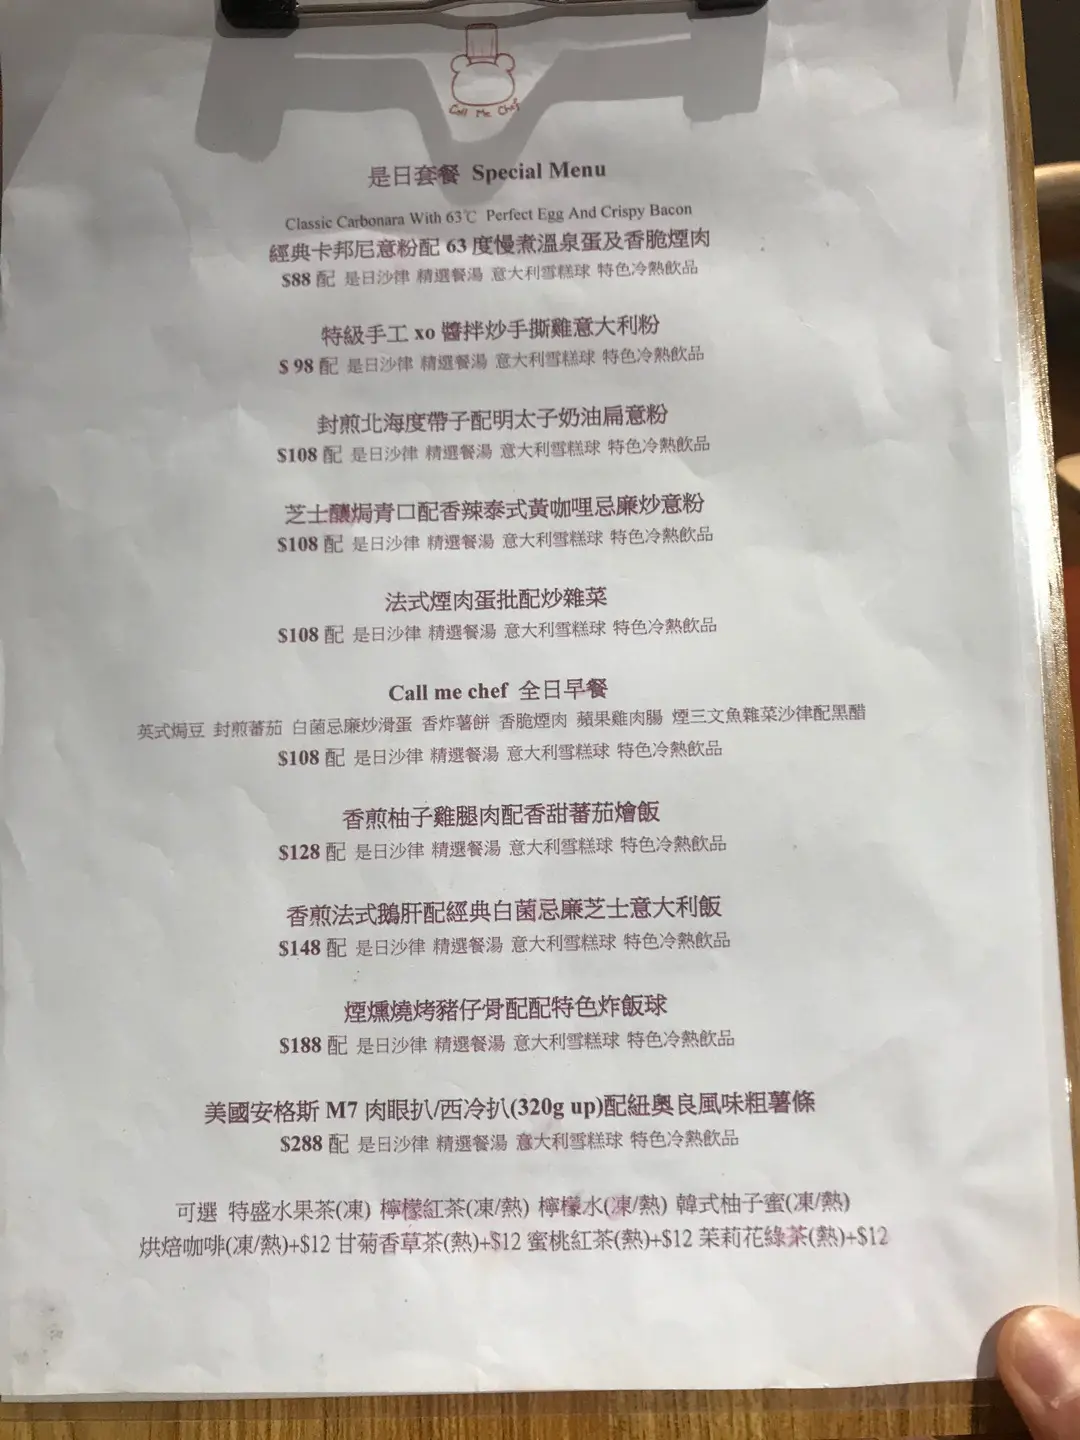 Call Me Chef
是日套餐 Special Menu
Classic Carbonara With 63℃ Perfect Egg And Crispy Bacon
經典卡邦尼意粉配 63 度慢煮溫泉蛋及香脆煙肉
$88 配 是日沙律 精選餐湯 意大利雪糕球 特色冷熱飲品
特級手工 xo 醬拌炒手撕雞意大利粉
$ 98 配 是日沙律 精選餐湯 意大利雪糕球 特色冷熱飲品
封煎北海度帶子配明太子奶油扁意粉
$108 配 是日沙律 精選餐湯 意大利雪糕球 特色冷熱飲品
芝士釀焗青口配香辣泰式黃咖哩忌廉炒意粉
$108 配 是日沙律 精選餐湯 意大利雪糕球 特色冷熱飲品
法式煙肉蛋批配炒雜菜
$108 配 是日沙律 精選餐湯 意大利雪糕球 特色冷熱飲品
Call me chef 全日早餐
英式焗豆 封煎蕃茄 白菌忌廉炒滑蛋 香炸薯餅 香脆煙肉 蘋果雞肉腸 煙三文魚雜菜沙律配黑醋
$108 配 是日沙律 精選餐湯 意大利雪糕球 特色冷熱飲品
香煎柚子雞腿肉配香甜蕃茄燴飯
$128 配 是日沙律 精選餐湯 意大利雪糕球 特色冷熱飲品
香煎法式鵝肝配經典白菌忌廉芝士意大利飯
$148 配 是日沙律 精選餐湯 意大利雪糕球 特色冷熱飲品
煙燻燒烤豬仔骨配配特色炸飯球
$188 配 是日沙律 精選餐湯 意大利雪糕球 特色冷熱飲品
美國安格斯 M7 肉眼扒/西冷扒(320g up)配紐奧良風味粗薯條
$288 配 是日沙律 精選餐湯 意大利雪糕球 特色冷熱飲品
可選 特盛水果茶(凍) 檸檬紅茶(凍/熱) 檸檬水(凍/熱) 韓式柚子蜜(凍/熱)
烘焙咖啡(凍/熱)+$12 甘菊香草茶(熱)+$12 蜜桃紅茶(熱)+$12 茉莉花綠茶(熱)+$12